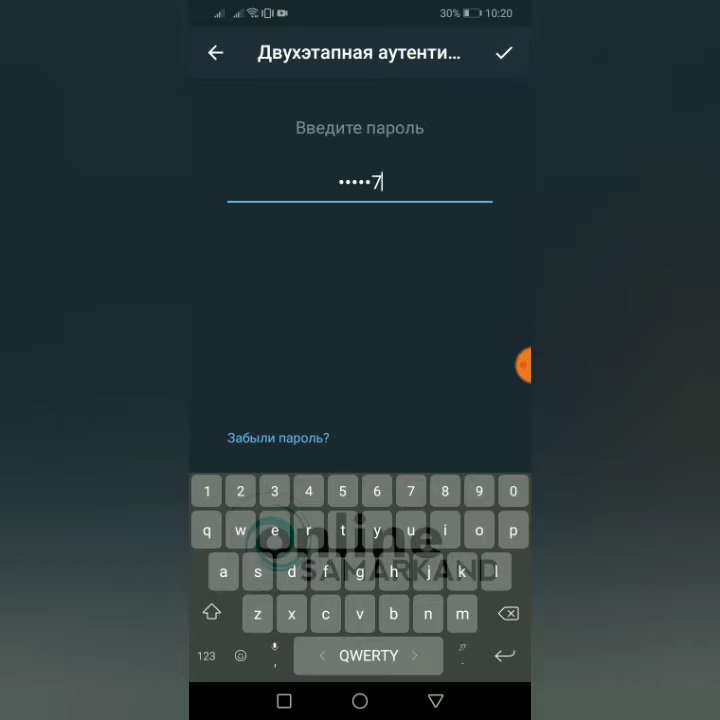 30% 10:20
Двухэтапная аутенти...
Введите пароль
•••••7
Забыли пароль?
1 2 3 4 5 6 7 8 9 0
q w e r t y u i o p
Online
a s d f g h j k l
SAMARKAND
z x c v b n m
123 , QWERTY .